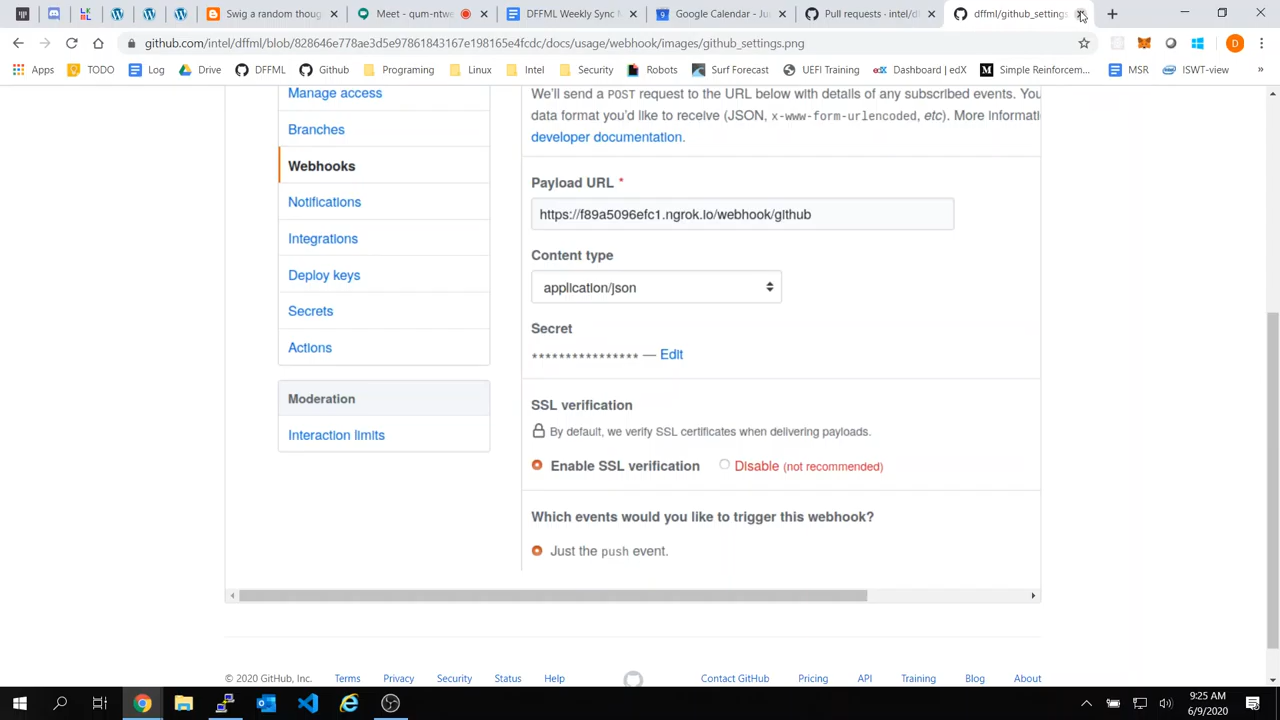 Swig a random thoug
Meet - qum-ntwe
DFFML Weekly Sync M
Google Calendar - Ju
Pull requests - intel/df
dffml/github_settings
github.com/intel/dffml/blob/828646e778ae3d5e97861843167e198165e4fcdc/docs/usage/webhook/images/github_settings.png
D
Apps TODO Log Drive DFFML Github Programming Linux Intel Security Robots Surf Forecast UEFI Training Dashboard | edX Simple Reinforcem... MSR ISWT-view »
Manage access
Branches
Webhooks
Notifications
Integrations
Deploy keys
Secrets
Actions
Moderation
Interaction limits
We'll send a POST request to the URL below with details of any subscribed events. You
data format you'd like to receive (JSON, x-www-form-urlencoded, etc). More informati
developer documentation.
Payload URL *
https://f89a5096efc1.ngrok.io/webhook/github
Content type
application/json
Secret
**************** — Edit
SSL verification
By default, we verify SSL certificates when delivering payloads.
Enable SSL verification Disable (not recommended)
Which events would you like to trigger this webhook?
Just the push event.
© 2020 GitHub, Inc. Terms Privacy Security Status Help Contact GitHub Pricing API Training Blog About
9:25 AM
6/9/2020